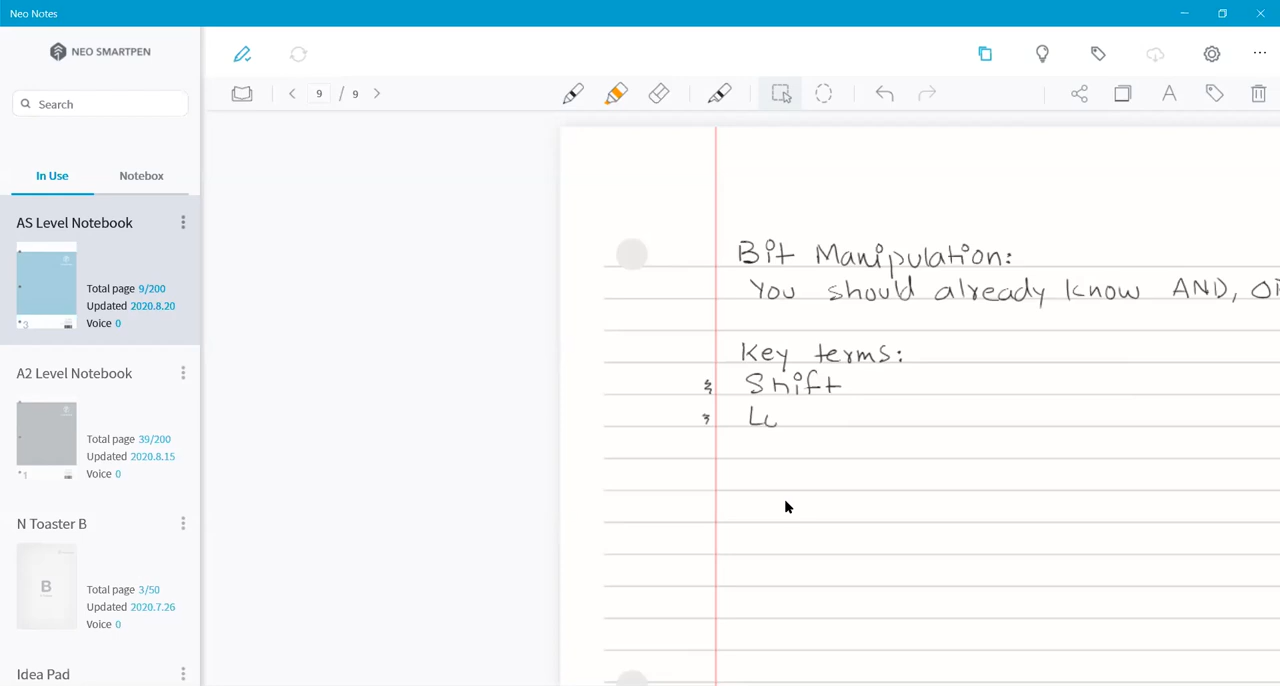 Neo Notes
NEO SMARTPEN
Search
9 / 9
In Use Notebox
AS Level Notebook
Total page 9/200
Updated 2020.8.20
Voice 0
A2 Level Notebook
Total page 39/200
Updated 2020.8.15
Voice 0
N Toaster B
B
Total page 3/50
Updated 2020.7.26
Voice 0
Idea Pad
Bit Manipulation:
You should already know AND,
Key terms:
Shift